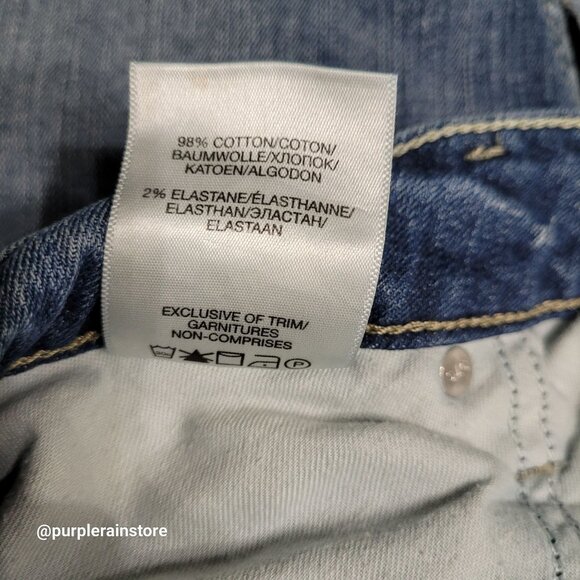 98% COTTON/COTON/
BAUMWOLLE/ХЛОПОК/
KATOEN/ALGODON
2% ELASTANE/ÉLASTHANNE/
ELASTHAN/ЭЛАСТАН/
ELASTAAN
EXCLUSIVE OF TRIM/
GARNITURES
NON-COMPRISES
P
@purplerainstore